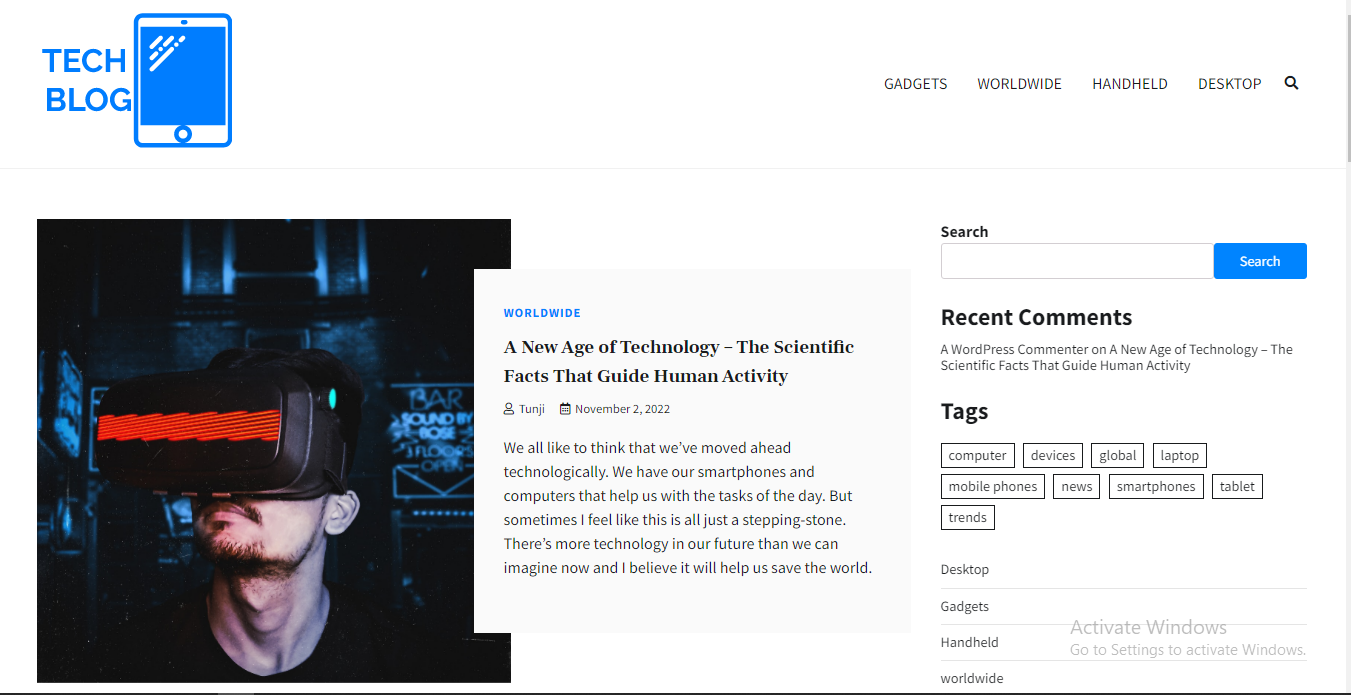 TECH
BLOG
GADGETS WORLDWIDE HANDHELD DESKTOP
BAR
SOUND BY
BOSE
3 FLOORS
OPEN
WORLDWIDE
A New Age of Technology – The Scientific
Facts That Guide Human Activity
Tunji November 2, 2022
We all like to think that we’ve moved ahead
technologically. We have our smartphones and
computers that help us with the tasks of the day. But
sometimes I feel like this is all just a stepping-stone.
There’s more technology in our future than we can
imagine now and I believe it will help us save the world.
Search
Search
Recent Comments
A WordPress Commenter on A New Age of Technology – The
Scientific Facts That Guide Human Activity
Tags
computer devices global laptop
mobile phones news smartphones tablet
trends
Desktop
Gadgets
Handheld
worldwide
Activate Windows
Go to Settings to activate Windows.